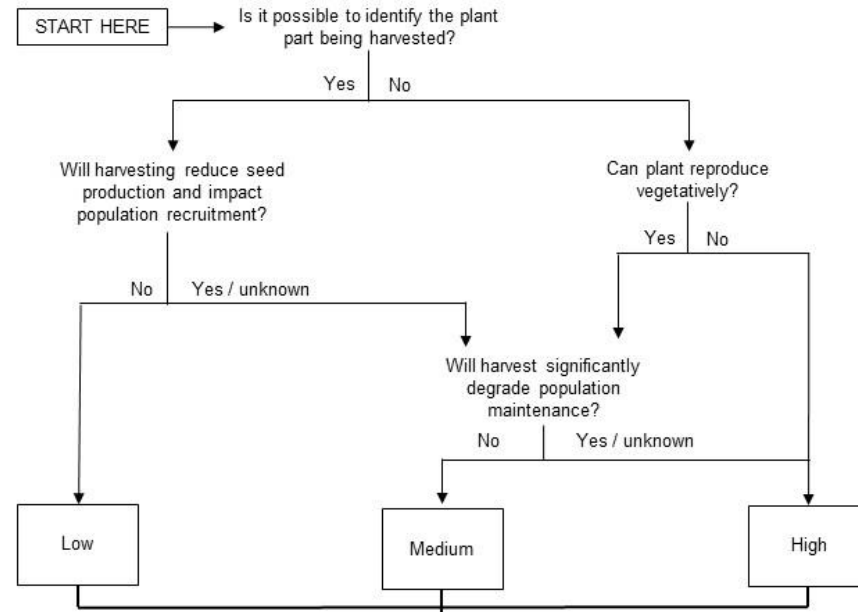 START HERE
Is it possible to identify the plant
part being harvested?
Yes No
Will harvesting reduce seed
production and impact
population recruitment?
Can plant reproduce
vegetatively?
Yes No
No Yes / unknown
Will harvest significantly
degrade population
maintenance?
No Yes / unknown
Low
Medium
High